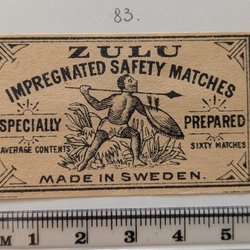 83.
ZULU
IMPREGNATED SAFETY MATCHES
SPECIALLY PREPARED
AVERAGE CONTENTS SIXTY MATCHES
MADE IN SWEDEN.
M 1 2 3 4 5